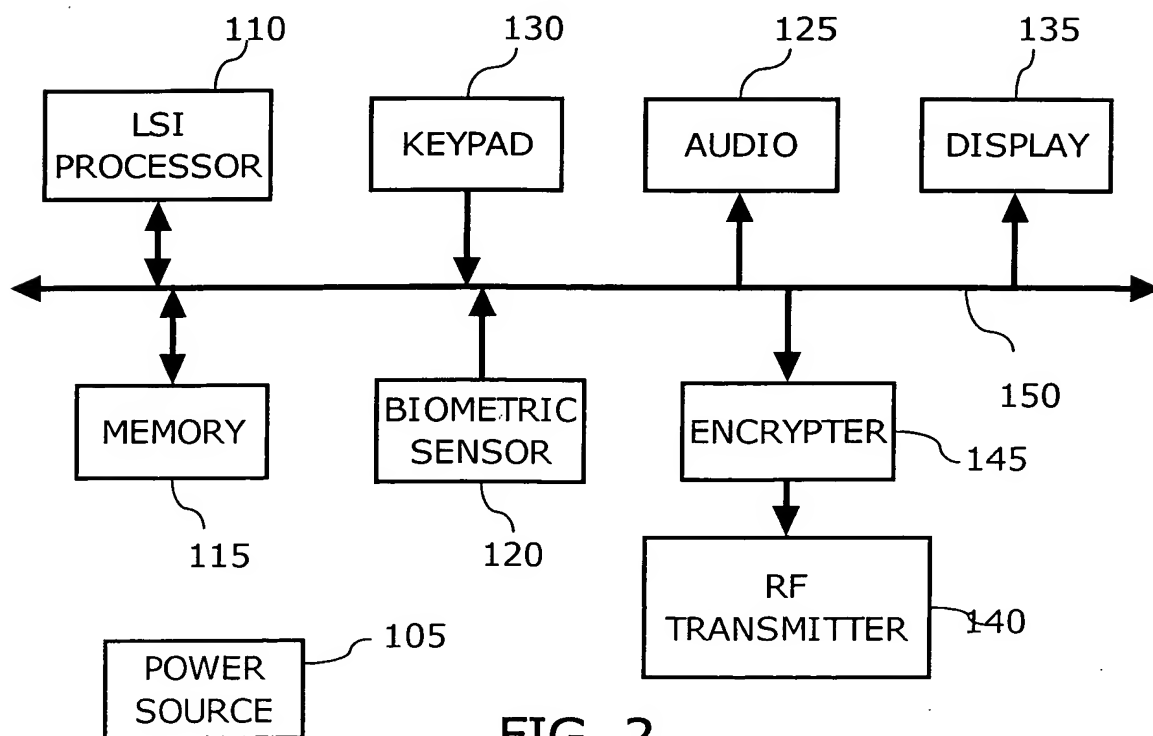 110
130
125
135
LSI
PROCESSOR
KEYPAD
AUDIO
DISPLAY
150
MEMORY
BIOMETRIC
SENSOR
ENCRYPTER
145
115
120
RF
TRANSMITTER
140
105
POWER
SOURCE
FIG. 2